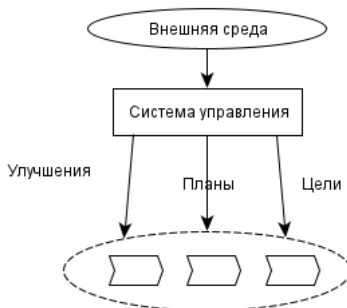 Внешняя среда
Система управления
Улучшения
Планы
Цели